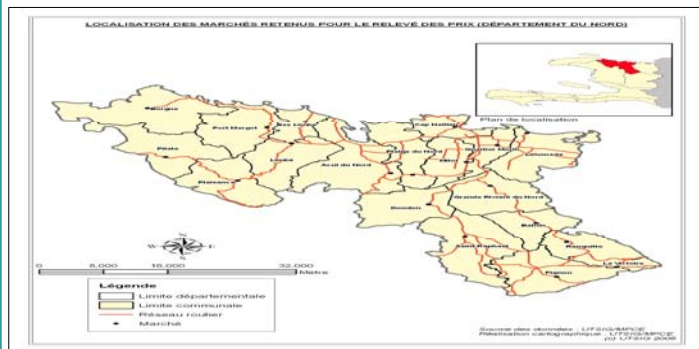 LOCALISATION DES MARCHÉS RETENUS POUR LE RELEVÉ DES PRIX (DÉPARTEMENT DU NORD)
Plan de localisation
Borgne
Port Margot
Bas Limbé
Cap Haïtien
Quartier Morin
Limonade
Pilate
Limbé
Plaine du Nord
Milot
Plaisance
Acul du Nord
Grande Rivière du Nord
Dondon
Bahon
Saint Raphaël
Ranquitte
La Victoire
Pignon
N
W
E
S
0
8,000
16,000
32,000
Mètre
Légende
Limite départementale
Limite communale
Réseau routier
Marché
Source des données : UTSIG/MPCE
Réalisation cartographique : UTSIG/MPCE
(c) UTSIG 2008